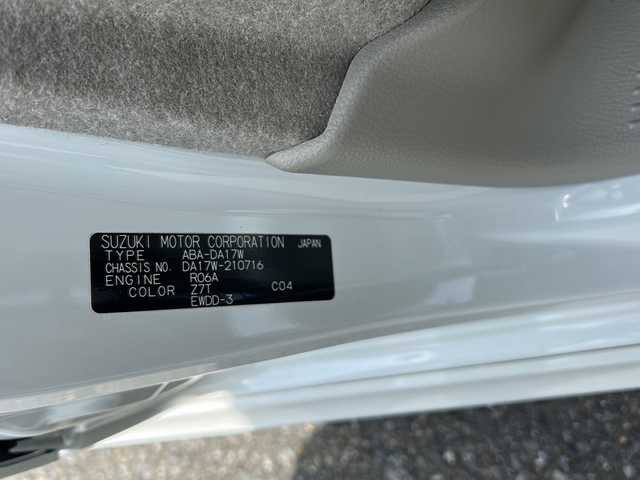 SUZUKI MOTOR CORPORATION JAPAN
TYPE ABA-DA17W
CHASSIS NO. DA17W-210716
ENGINE R06A
COLOR Z7T C04
EWDD-3